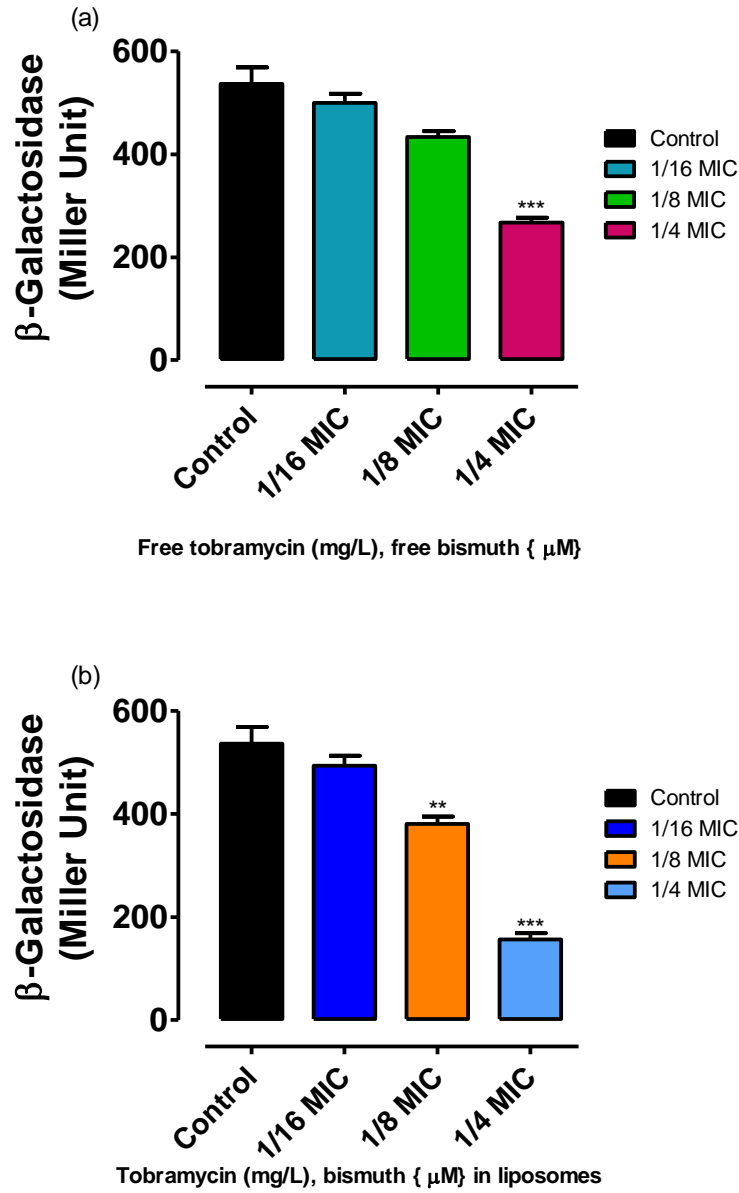 (a)
β-Galactosidase
(Miller Unit)
600
400
200
0
***
Control
1/16 MIC
1/8 MIC
1/4 MIC
Control
1/16 MIC
1/8 MIC
1/4 MIC
Free tobramycin (mg/L), free bismuth { μM}
(b)
β-Galactosidase
(Miller Unit)
600
400
200
0
**
***
Control
1/16 MIC
1/8 MIC
1/4 MIC
Control
1/16 MIC
1/8 MIC
1/4 MIC
Tobramycin (mg/L), bismuth { μM} in liposomes